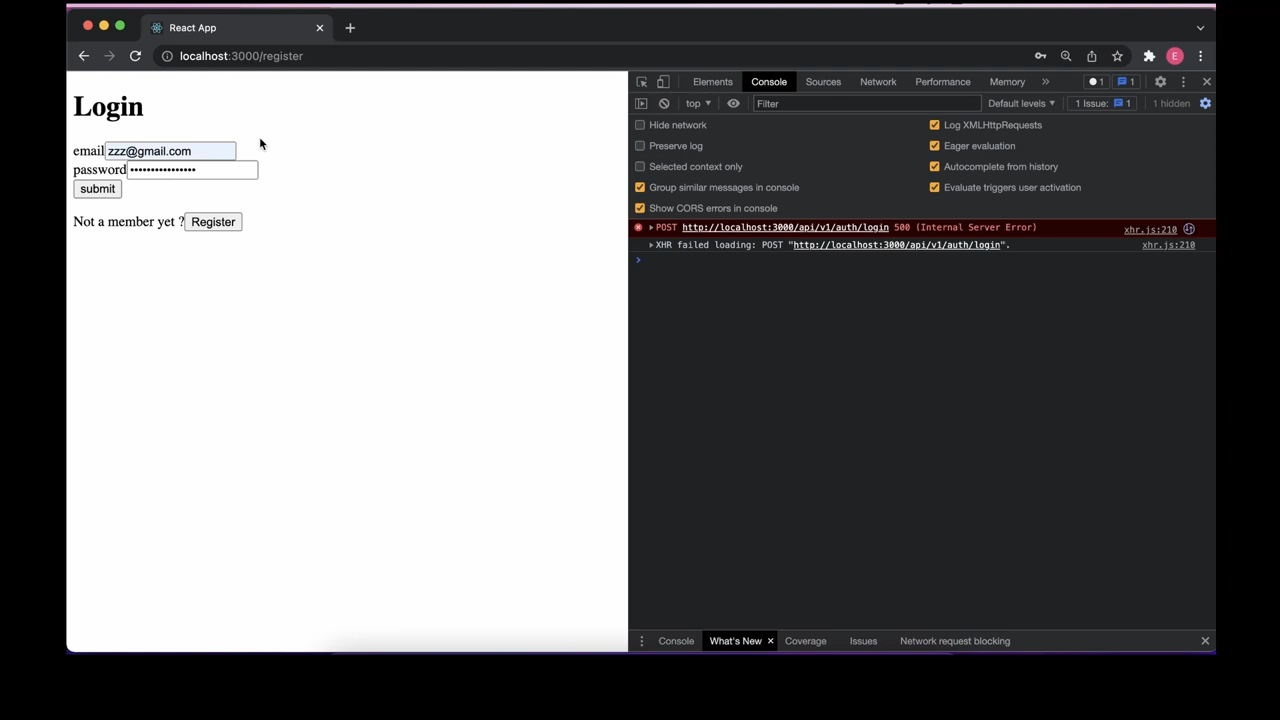 React App
localhost:3000/register
E
Login
email zzz@gmail.com
password ••••••••••••••••
submit
Not a member yet ? Register
Elements Console Sources Network Performance Memory » 1 1
top Filter Default levels 1 Issue: 1 1 hidden
Hide network Log XMLHttpRequests
Preserve log Eager evaluation
Selected context only Autocomplete from history
Group similar messages in console Evaluate triggers user activation
Show CORS errors in console
POST http://localhost:3000/api/v1/auth/login 500 (Internal Server Error) xhr.js:210
XHR failed loading: POST "http://localhost:3000/api/v1/auth/login". xhr.js:210
Console What's New × Coverage Issues Network request blocking